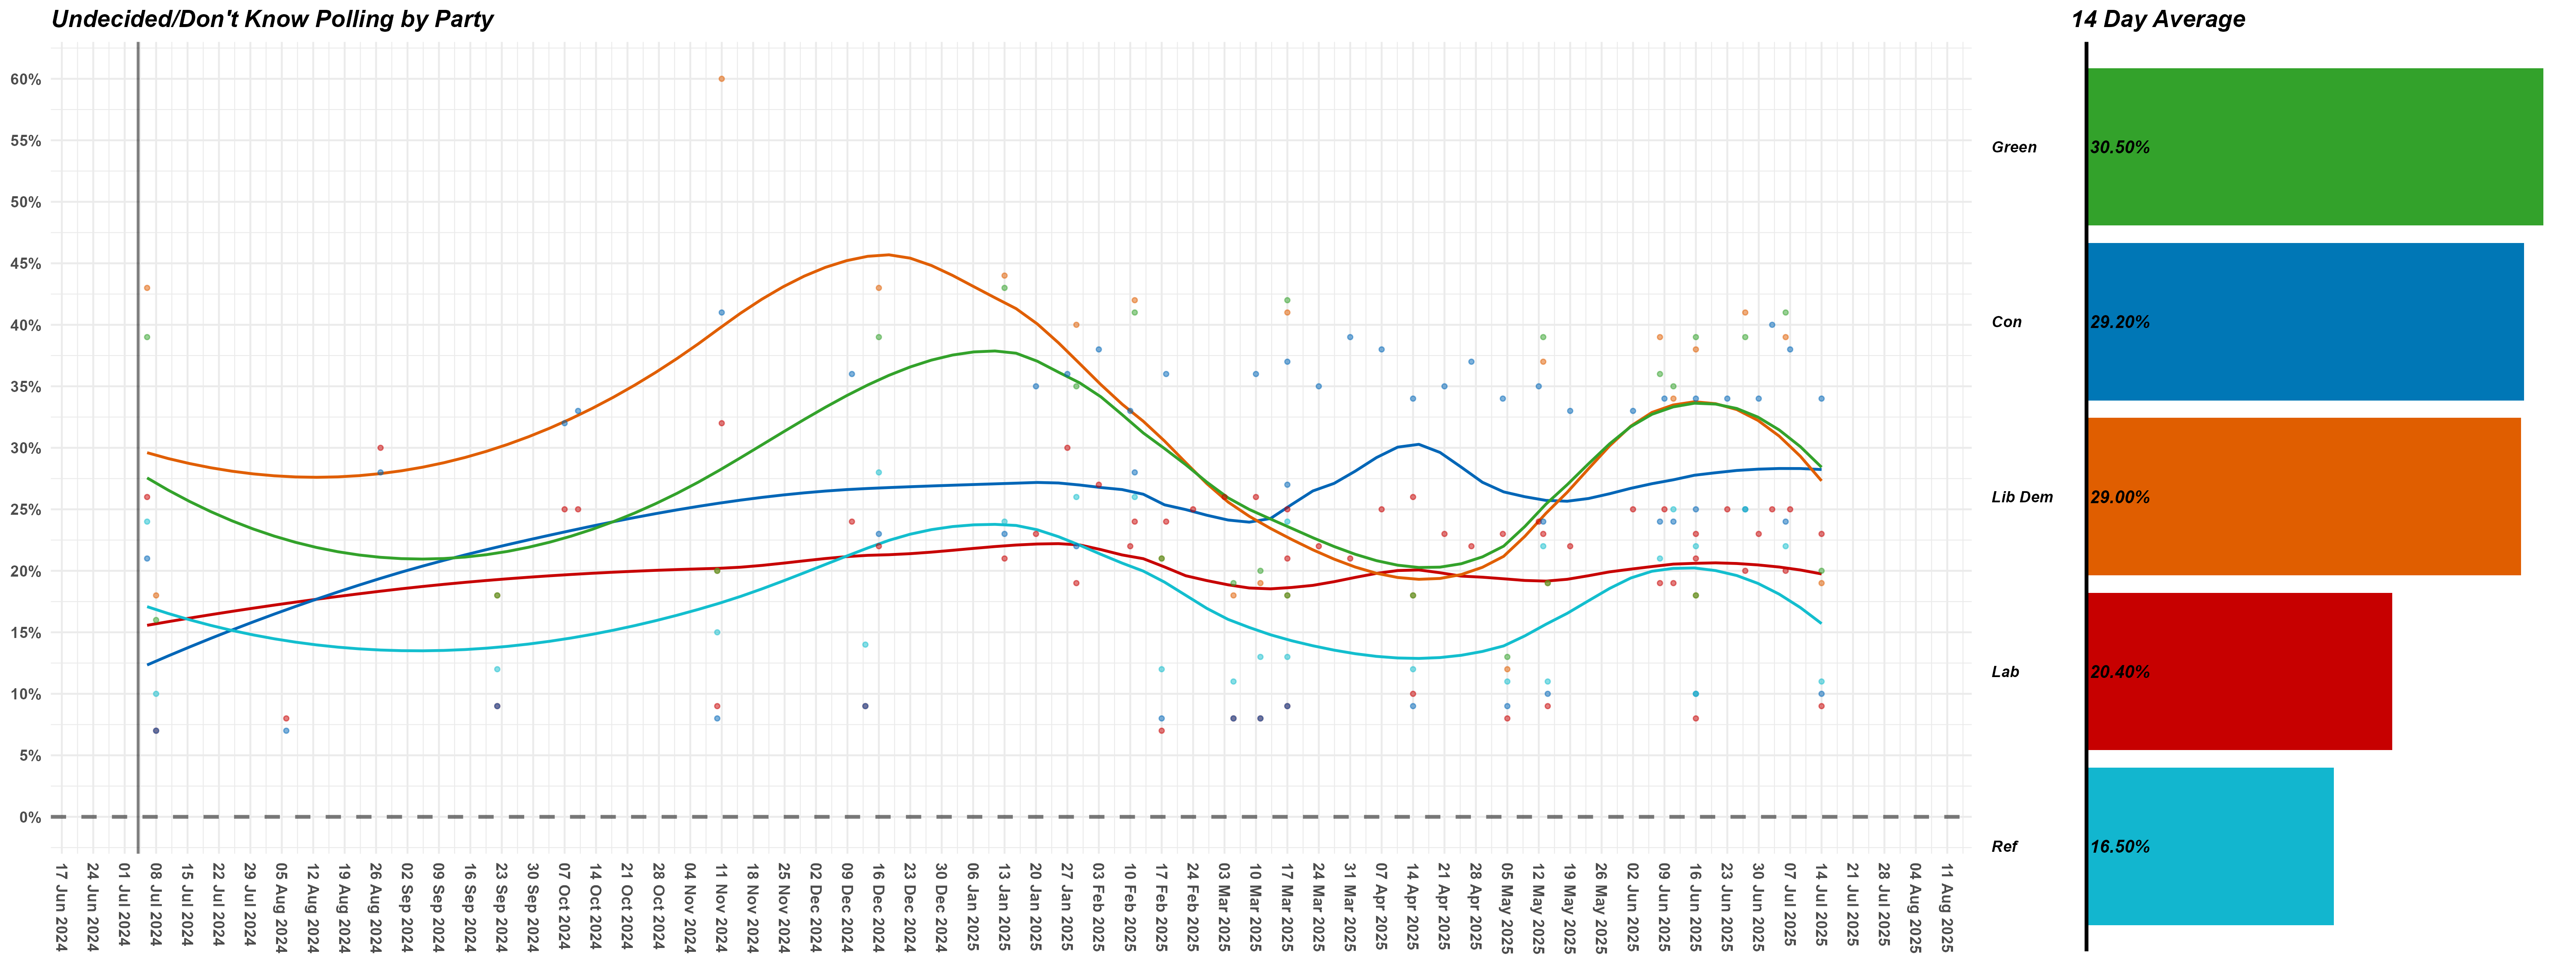 Undecided/Don't Know Polling by Party
60%
55%
50%
45%
40%
35%
30%
25%
20%
15%
10%
5%
0%
17 Jun 2024
24 Jun 2024
01 Jul 2024
08 Jul 2024
15 Jul 2024
22 Jul 2024
29 Jul 2024
05 Aug 2024
12 Aug 2024
19 Aug 2024
26 Aug 2024
02 Sep 2024
09 Sep 2024
16 Sep 2024
23 Sep 2024
30 Sep 2024
07 Oct 2024
14 Oct 2024
21 Oct 2024
28 Oct 2024
04 Nov 2024
11 Nov 2024
18 Nov 2024
25 Nov 2024
02 Dec 2024
09 Dec 2024
16 Dec 2024
23 Dec 2024
30 Dec 2024
06 Jan 2025
13 Jan 2025
20 Jan 2025
27 Jan 2025
03 Feb 2025
10 Feb 2025
17 Feb 2025
24 Feb 2025
03 Mar 2025
10 Mar 2025
17 Mar 2025
24 Mar 2025
31 Mar 2025
07 Apr 2025
14 Apr 2025
21 Apr 2025
28 Apr 2025
05 May 2025
12 May 2025
19 May 2025
26 May 2025
02 Jun 2025
09 Jun 2025
16 Jun 2025
23 Jun 2025
30 Jun 2025
07 Jul 2025
14 Jul 2025
21 Jul 2025
28 Jul 2025
04 Aug 2025
11 Aug 2025
14 Day Average
Green 30.50%
Con 29.20%
Lib Dem 29.00%
Lab 20.40%
Ref 16.50%